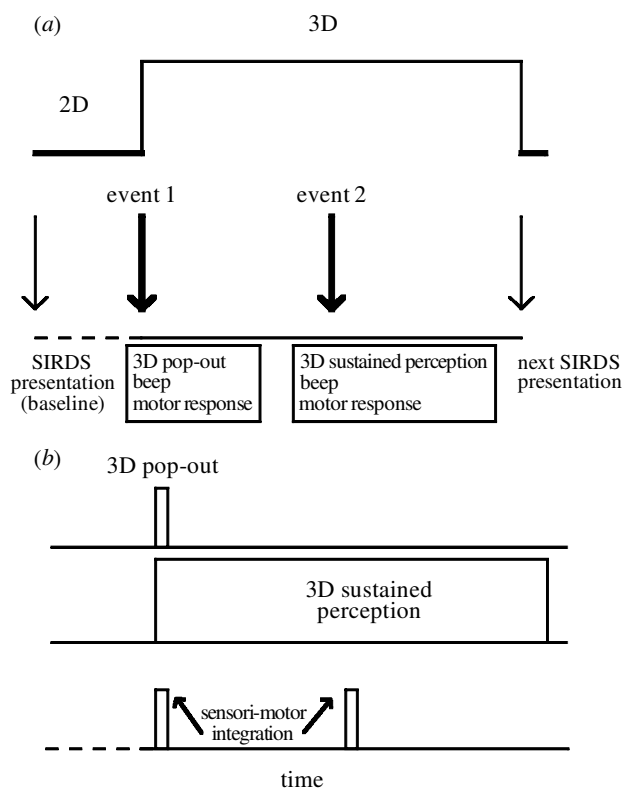 (a)
3D
2D
event 1
event 2
SIRDS
presentation
(baseline)
3D pop-out
beep
motor response
3D sustained perception
beep
motor response
next SIRDS
presentation
(b)
3D pop-out
3D sustained
perception
sensori-motor
integration
time